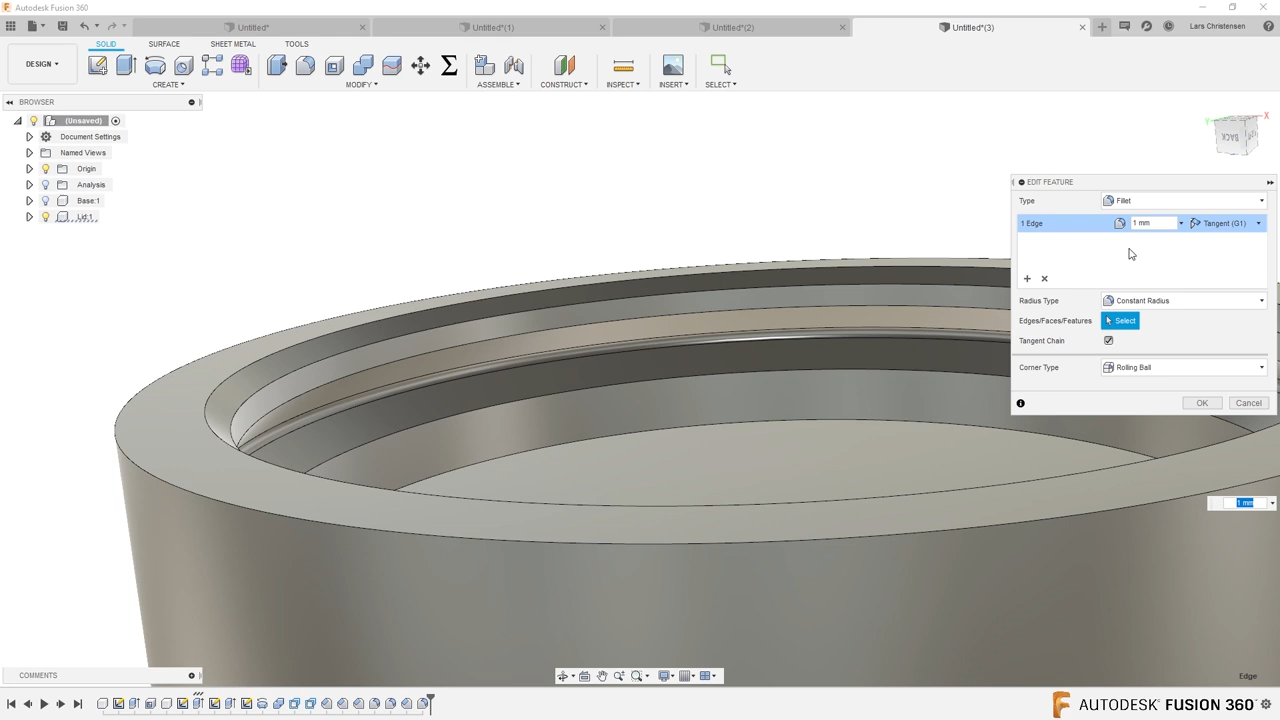 Autodesk Fusion 360
Untitled*
Untitled*(1)
Untitled*(2)
Untitled*(3)
Lars Christensen
SOLID
SURFACE
SHEET METAL
TOOLS
DESIGN
CREATE
MODIFY
ASSEMBLE
CONSTRUCT
INSPECT
INSERT
SELECT
BROWSER
(Unsaved)
Document Settings
Named Views
Origin
Analysis
Base:1
Lid:1
BACK
X
Y
EDIT FEATURE
Type Fillet
1 Edge 1 mm Tangent (G1)
Radius Type Constant Radius
Edges/Faces/Features Select
Tangent Chain
Corner Type Rolling Ball
OK Cancel
1 mm
COMMENTS
Edge
AUTODESK FUSION 360